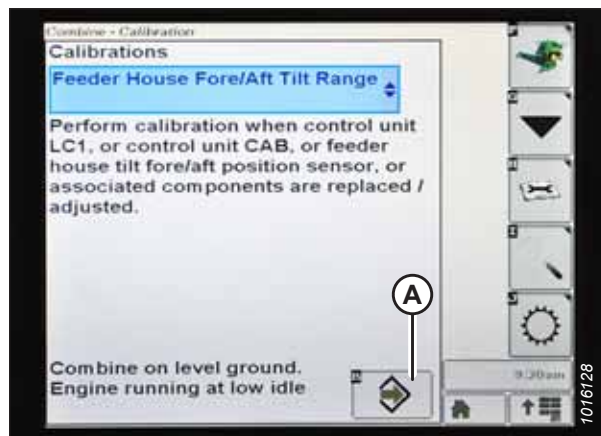 Combine - Calibration
Calibrations
Feeder House Fore/Aft Tilt Range
Perform calibration when control unit
LC1, or control unit CAB, or feeder
house tilt fore/aft position sensor, or
associated components are replaced /
adjusted.
A
Combine on level ground.
Engine running at low idle
9:20am
1016128